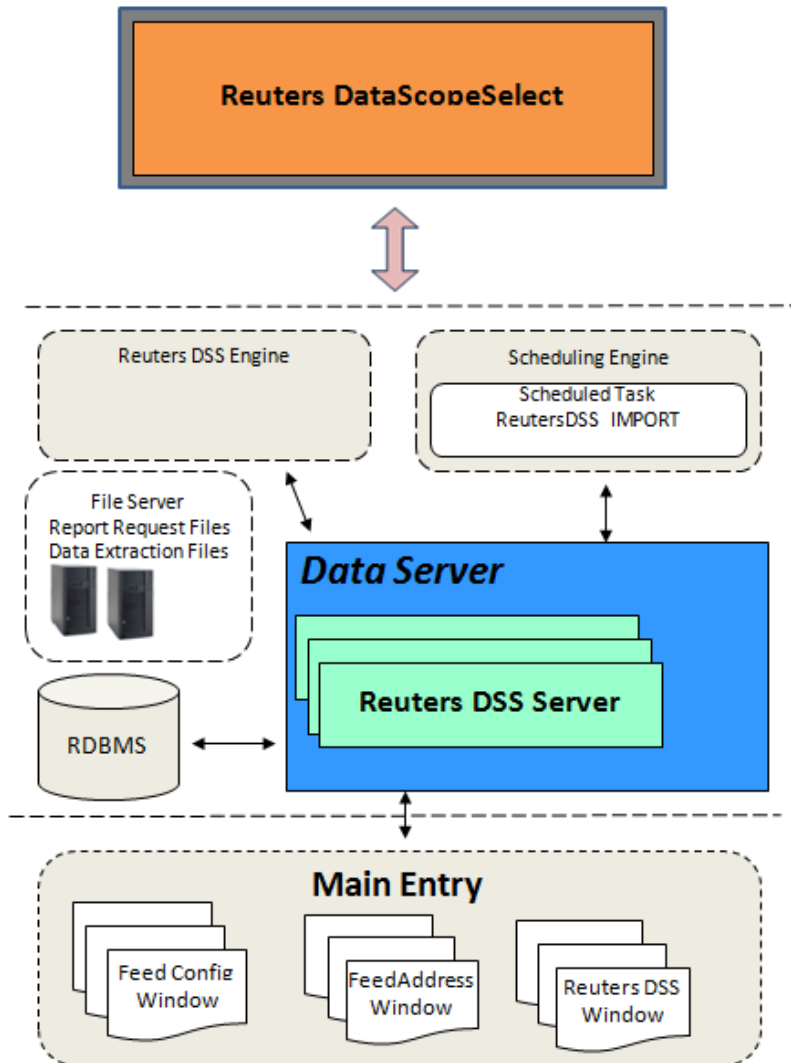 Reuters DataScopeSelect
Reuters DSS Engine
Scheduling Engine
Scheduled Task
ReutersDSS IMPORT
File Server
Report Request Files
Data Extraction Files
Data Server
Reuters DSS Server
RDBMS
Main Entry
Feed Config
Window
FeedAddress
Window
Reuters DSS
Window